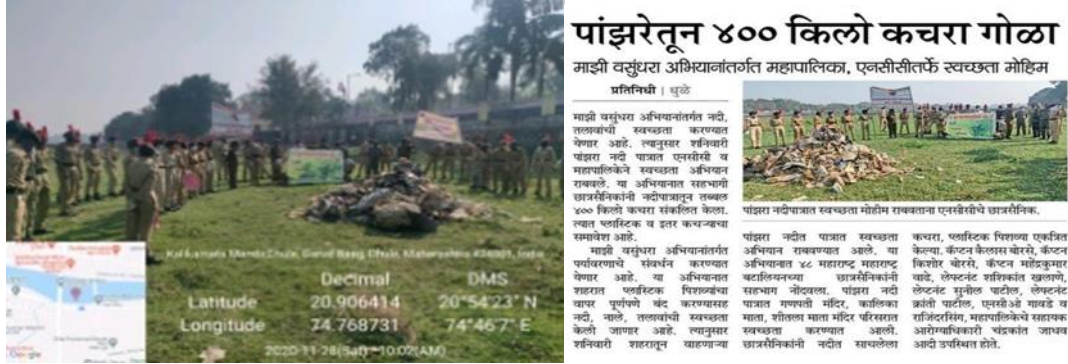 Kalikamata Mandir
Decimal
DMS
Latitude
20.906414
20°54'23" N
Longitude
74.768731
74°46'7" E
2020-11-28(Sat) 10:02(AM)
पांझरेतून ४०० किलो कचरा गोळा
माझी वसुंधरा अभियानांतर्गत महापालिका, एनसीसीतर्फे स्वच्छता मोहिम
प्रतिनिधी | धुळे
माझी वसुंधरा अभियानांतर्गत नदी,
तलावांची स्वच्छता करण्यात
येणार आहे. त्यानुसार शनिवारी
पांझरा नदी पात्रात एनसीसी व
महापालिकेने स्वच्छता अभियान
राबवले. या अभियानात सहभागी
छात्रसैनिकांनी नदीपात्रातून तब्बल
४०० किलो कचरा संकलित केला.
त्यात प्लास्टिक व इतर कचऱ्याचा
समावेश आहे.
माझी वसुंधरा अभियानांतर्गत
पर्यावरणाचे संवर्धन करण्यात
येणार आहे. या अभियानात
शहरात प्लास्टिक पिशव्यांचा
वापर पूर्णपणे बंद करण्यासह
नदी, नाले, तलावांची स्वच्छता
केली जाणार आहे. त्यानुसार
शनिवारी शहरातून वाहणाऱ्या
पांझरा नदीपात्रात स्वच्छता मोहीम राबवताना एनसीसीचे छात्रसैनिक.
पांझरा नदीत पात्रात स्वच्छता
अभियान राबवण्यात आले. या
अभियानात ४८ महाराष्ट्र महाराष्ट्र
बटालियनच्या छात्रसैनिकांनी
सहभाग नोंदवला. पांझरा नदी
पात्रात गणपती मंदिर, कालिका
माता, शीतला माता मंदिर परिसरात
स्वच्छता करण्यात आली.
छात्रसैनिकांनी नदीत साचलेला
कचरा, प्लास्टिक पिशव्या एकत्रित
केल्या. कॅप्टन केलास बोरसे, कॅप्टन
किशोर बोरसे, कॅप्टन महेंद्रकुमार
वाढे, लेफ्टनंट शशिकांत खलाणे,
लेफ्टनंट सुनील पाटील, लेफ्टनंट
क्रांती पाटील, एनसीओ गावडे व
राजिंदरसिंग, महापालिकेचे सहायक
आरोग्याधिकारी चंद्रकांत जाधव
आदी उपस्थित होते.